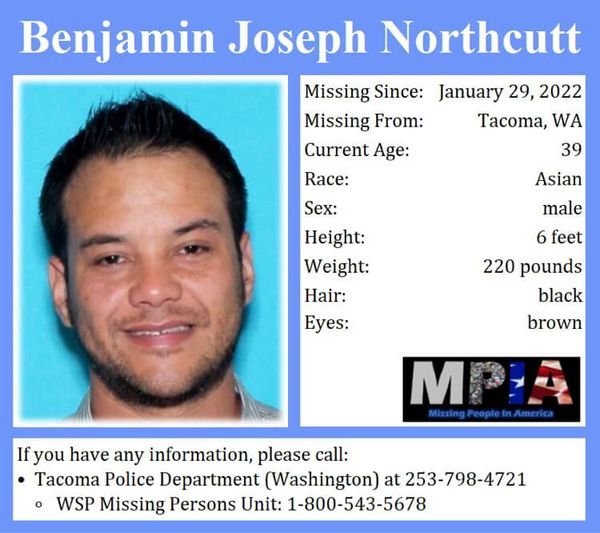 Benjamin Joseph Northcutt
Missing Since: January 29, 2022
Missing From: Tacoma, WA
Current Age: 39
Race: Asian
Sex: male
Height: 6 feet
Weight: 220 pounds
Hair: black
Eyes: brown
MPIA
Missing People In America
If you have any information, please call:
• Tacoma Police Department (Washington) at 253-798-4721
◦ WSP Missing Persons Unit: 1-800-543-5678